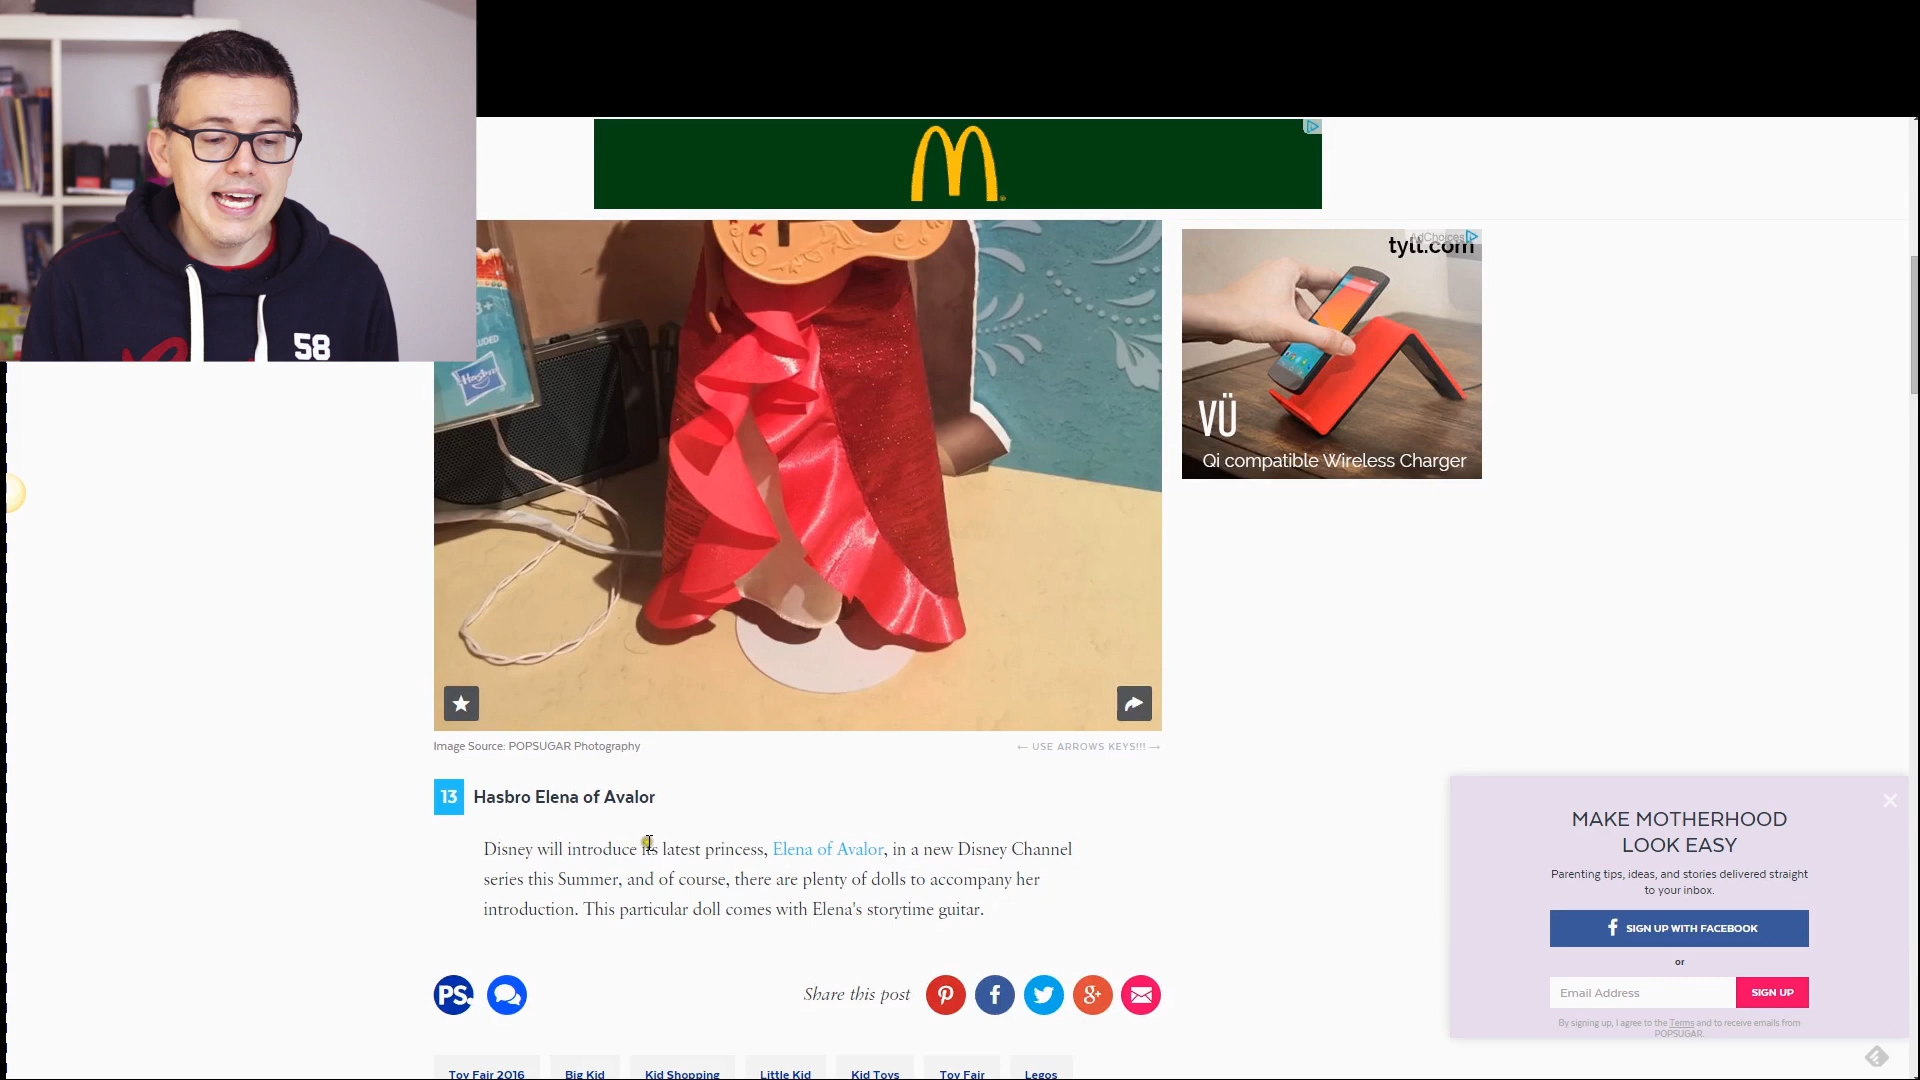 58
tylt.com
AdChoices
Hasbro
VÜ
Qi compatible Wireless Charger
Image Source: POPSUGAR Photography
← USE ARROWS KEYS!!! →
13 Hasbro Elena of Avalor
Disney will introduce its latest princess, Elena of Avalor, in a new Disney Channel
series this Summer, and of course, there are plenty of dolls to accompany her
introduction. This particular doll comes with Elena's storytime guitar.
PS.
Share this post
Toy Fair 2016
Big Kid
Kid Shopping
Little Kid
Kid Toys
Toy Fair
Legos
MAKE MOTHERHOOD
LOOK EASY
Parenting tips, ideas, and stories delivered straight
to your inbox.
SIGN UP WITH FACEBOOK
or
Email Address
SIGN UP
By signing up, I agree to the Terms and to receive emails from
POPSUGAR.